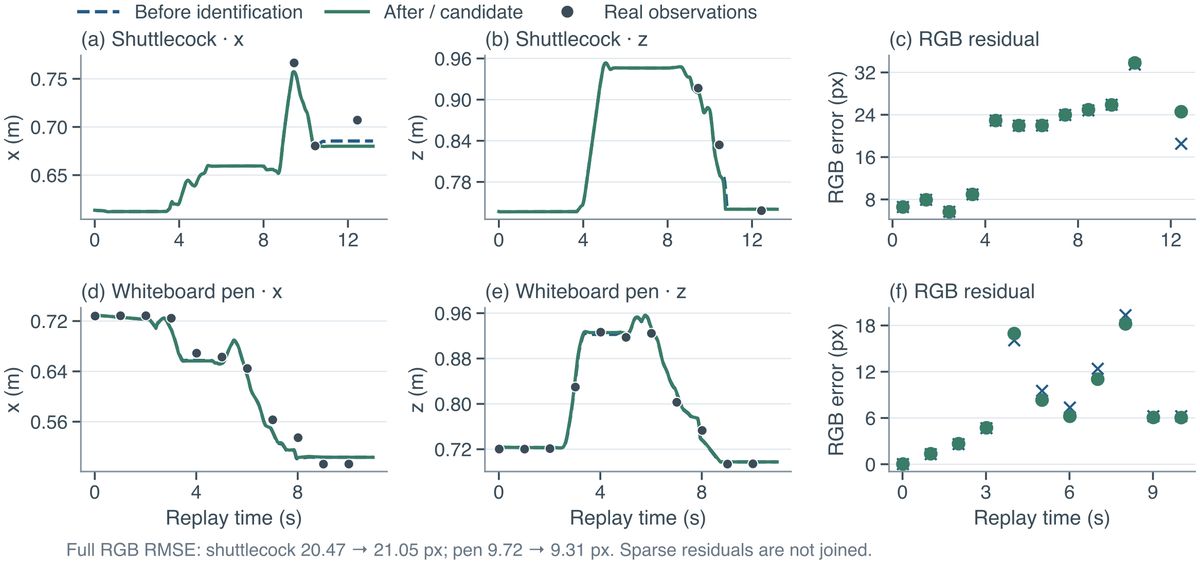 Before identification
After / candidate
Real observations
(a) Shuttlecock · x
x (m)
0.75
0.70
0.65
0
4
8
12
(b) Shuttlecock · z
z (m)
0.96
0.90
0.84
0.78
0
4
8
12
(c) RGB residual
RGB error (px)
32
24
16
8
0
4
8
12
(d) Whiteboard pen · x
x (m)
0.72
0.64
0.56
0
4
8
Replay time (s)
(e) Whiteboard pen · z
z (m)
0.96
0.88
0.80
0.72
0
4
8
Replay time (s)
(f) RGB residual
RGB error (px)
18
12
6
0
0
3
6
9
Replay time (s)
Full RGB RMSE: shuttlecock 20.47 → 21.05 px; pen 9.72 → 9.31 px. Sparse residuals are not joined.